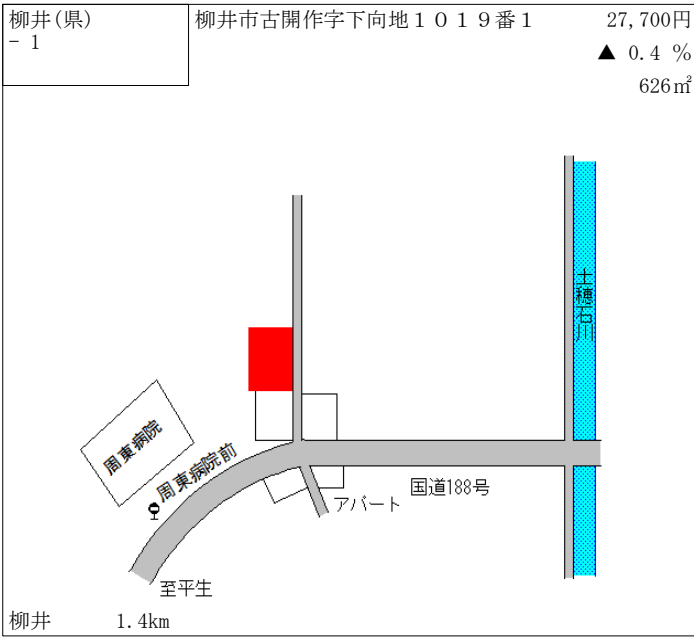 柳井(県)
- 1
柳井市古開作字下向地１０１９番１
27,700円
▲ 0.4 %
626㎡
土穂石川
周東病院
周東病院前
国道188号
アパート
至平生
柳井 1.4km